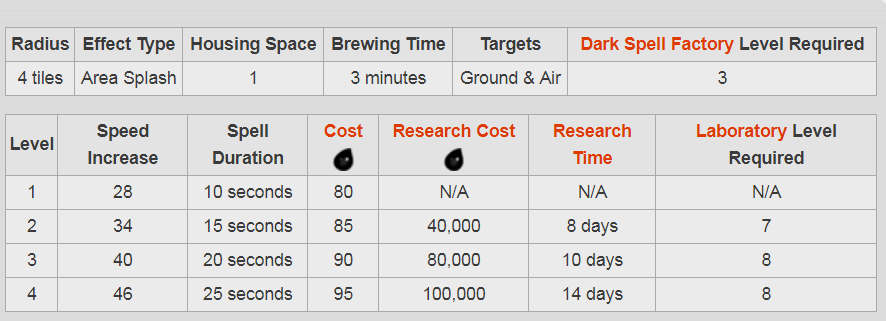 Radius Effect Type Housing Space Brewing Time Targets Dark Spell Factory Level Required
4 tiles Area Splash 1 3 minutes Ground & Air 3
Level Speed Increase Spell Duration Cost Research Cost Research Time Laboratory Level Required
1 28 10 seconds 80 N/A N/A N/A
2 34 15 seconds 85 40,000 8 days 7
3 40 20 seconds 90 80,000 10 days 8
4 46 25 seconds 95 100,000 14 days 8